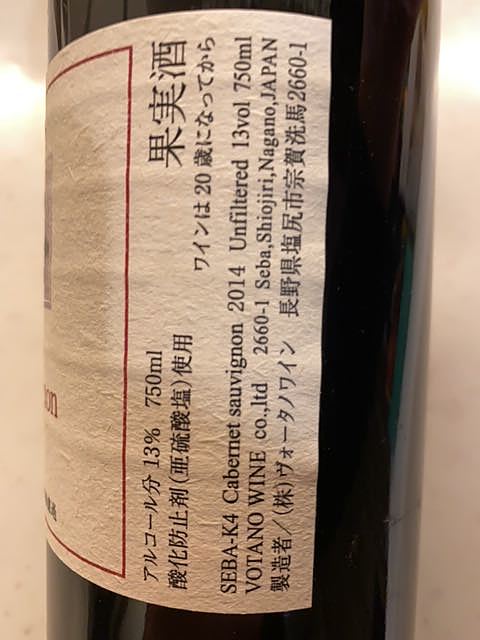 果実酒
ワインは20歳になってから
アルコール分 13% 750ml
酸化防止剤(亜硫酸塩)使用
SEBA-K4 Cabernet sauvignon 2014 Unfiltered 13vol 750ml
VOTANO WINE co.,ltd 2660-1 Seba,Shiojiri,Nagano,JAPAN
製造者/(株)ヴォータノワイン 長野県塩尻市宗賀洗馬2660-1
non